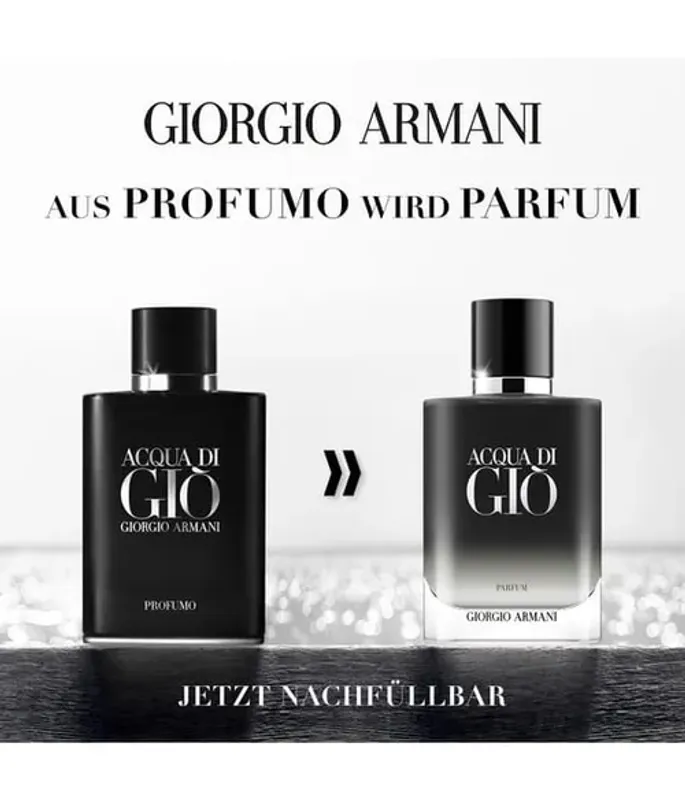 GIORGIO ARMANI
AUS PROFUMO WIRD PARFUM
ACQUA DI
GIÒ
GIORGIO ARMANI
PROFUMO
ACQUA DI
GIÒ
PARFUM
GIORGIO ARMANI
JETZT NACHFÜLLBAR